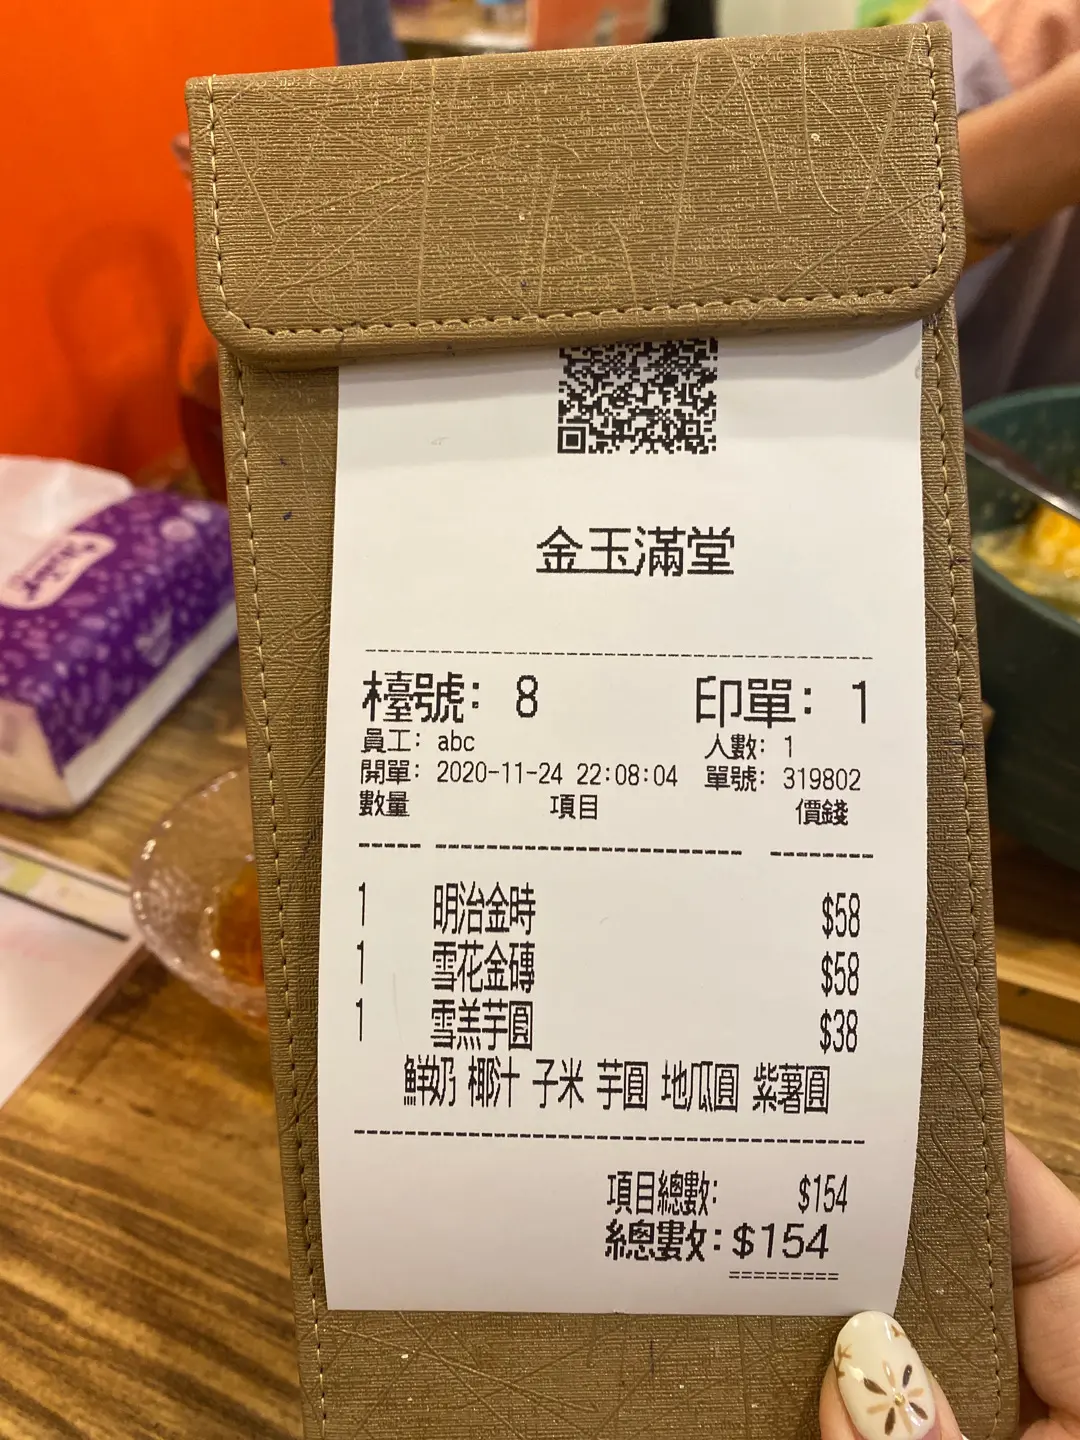 金玉滿堂
檯號: 8 印單: 1
員工: abc 人數: 1
開單: 2020-11-24 22:08:04 單號: 319802
數量 項目 價錢
1 明治金時 $58
1 雪花金磚 $58
1 雪糕芋圓 $38
鮮奶 椰汁 子米 芋圓 地瓜圓 紫薯圓
項目總數: $154
總數: $154